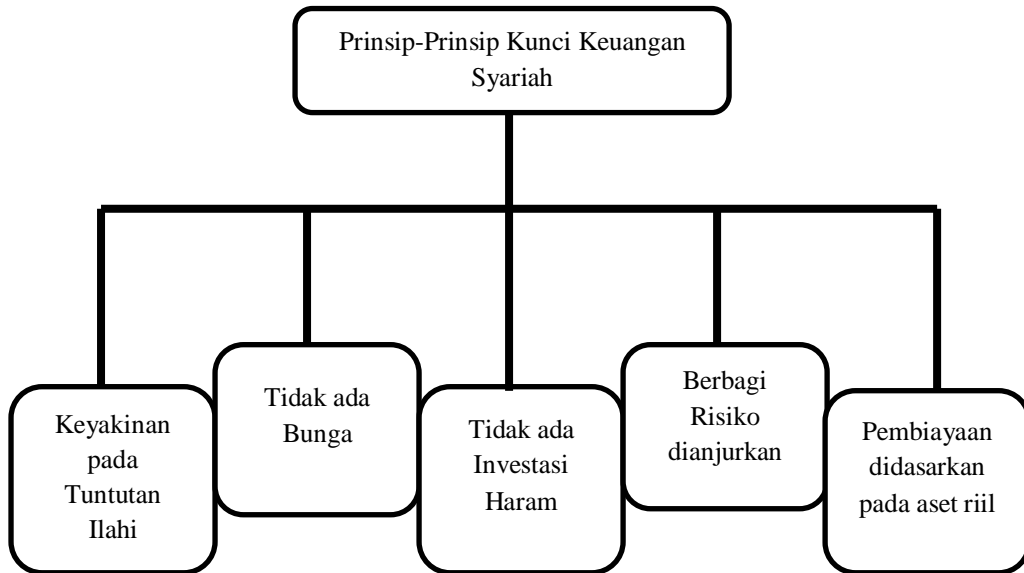 Prinsip-Prinsip Kunci Keuangan
Syariah
Keyakinan
pada
Tuntutan
Ilahi
Tidak ada
Bunga
Tidak ada
Investasi
Haram
Berbagi
Risiko
dianjurkan
Pembiayaan
didasarkan
pada aset riil